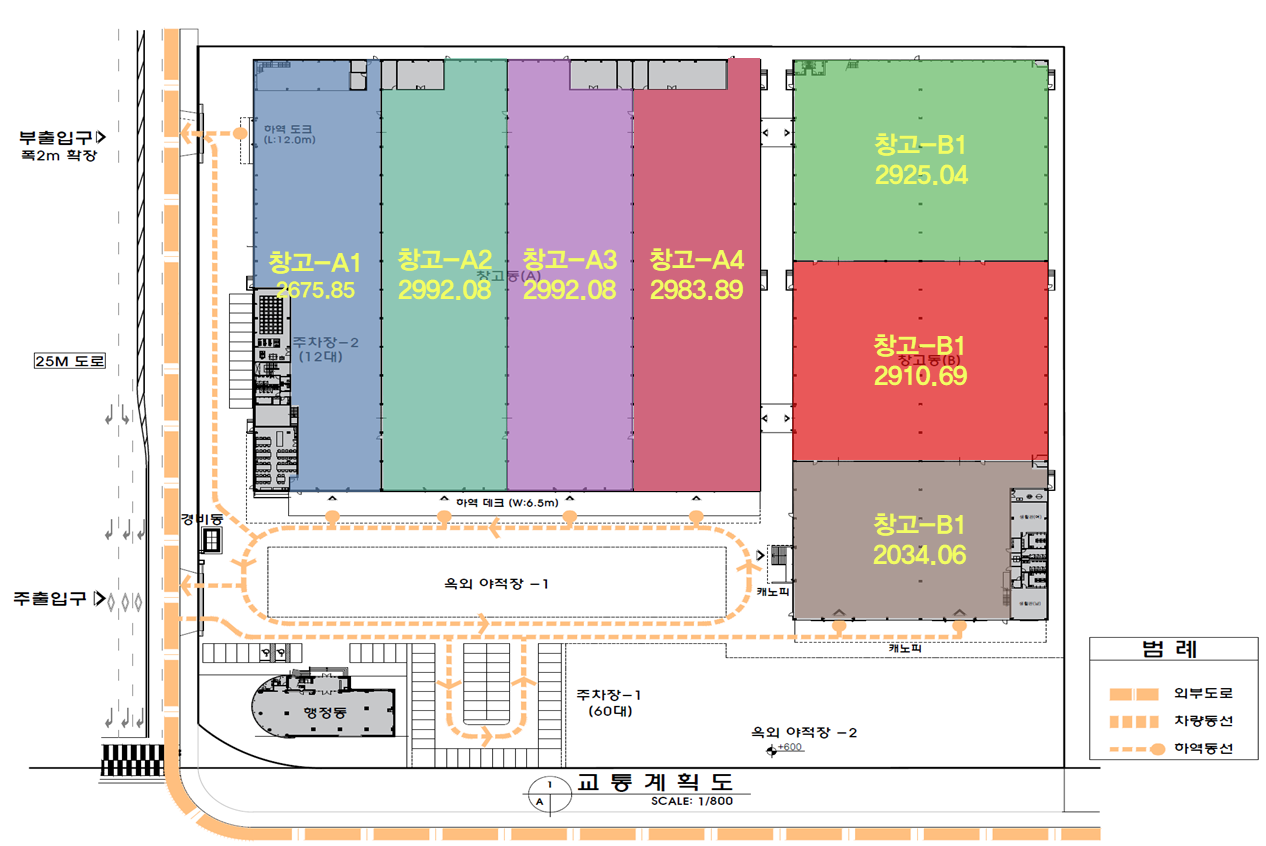 부출입구
폭2m 확장
하역 도크
(L:12.0m)
창고-B1
2925.04
창고-A1
2675.85
창고-A2
2992.08
창고동(A)
창고-A3
2992.08
창고-A4
2983.89
주차장-2
(12대)
25M 도로
창고-B1
창고동(B)
2910.69
하역 데크 (W:6.5m)
경비동
창고-B1
2034.06
옥외 야적장 -1
캐노피
주출입구
캐노피
범 례
외부도로
차량동선
하역동선
행정동
주차장-1
(60대)
옥외 야적장 -2
+600
1
A
교 통 계 획 도
SCALE: 1/800